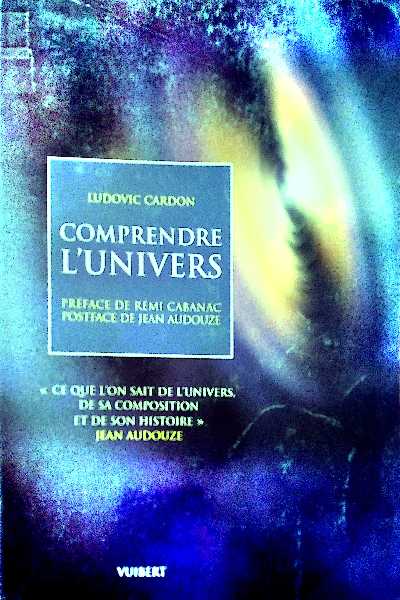 LUDOVIC CARDON
COMPRENDRE
L'UNIVERS
PRÉFACE DE RÉMI CABANAC
POSTFACE DE JEAN AUDOUZE
« CE QUE L'ON SAIT DE L'UNIVERS,
DE SA COMPOSITION
ET DE SON HISTOIRE »
JEAN AUDOUZE
VUIBERT